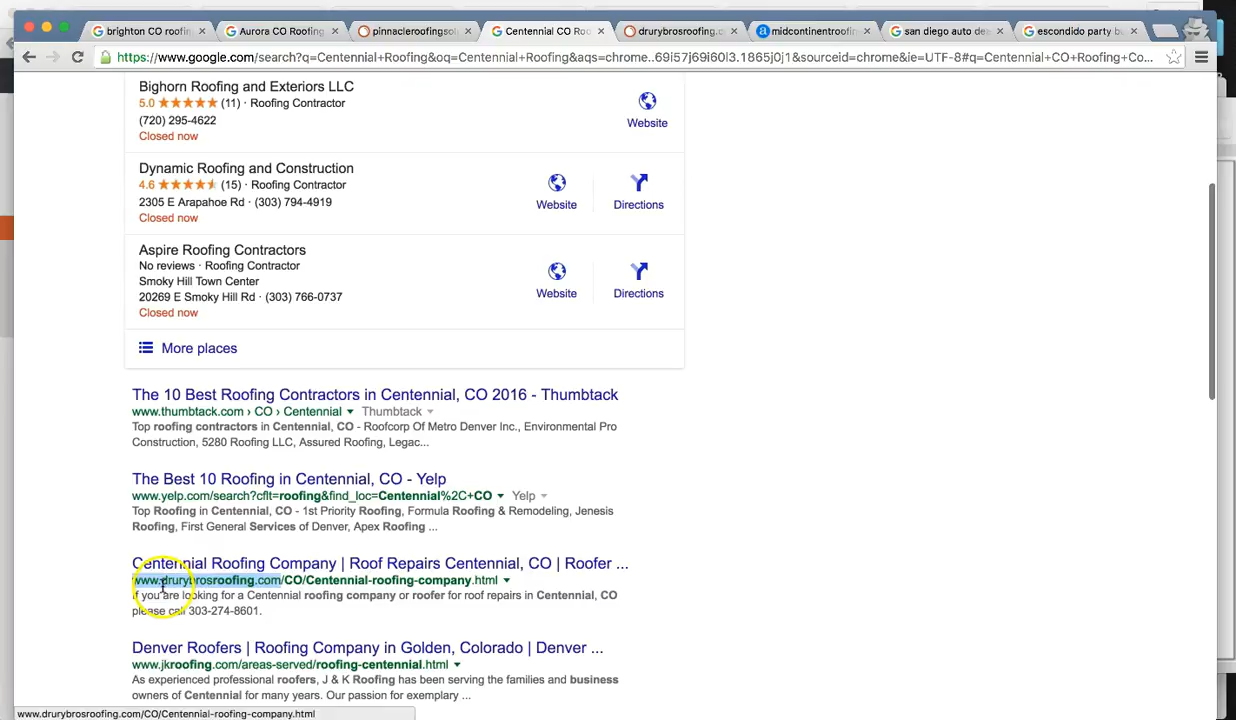 brighton CO roofin
Aurora CO Roofing
pinnacleroofingsol
Centennial CO Roo
drurybrosroofing.c
midcontinentroofin
san diego auto de
escondido party b
https://www.google.com/search?q=Centennial+Roofing&oq=Centennial+Roofing&aqs=chrome..69i57j69i60l3.1865j0j1&sourceid=chrome&ie=UTF-8#q=Centennial+CO+Roofing+Co...
Bighorn Roofing and Exteriors LLC
5.0 ★★★★★ (11) · Roofing Contractor
(720) 295-4622
Closed now
Website
Dynamic Roofing and Construction
4.6 ★★★★★ (15) · Roofing Contractor
2305 E Arapahoe Rd · (303) 794-4919
Closed now
Website
Directions
Aspire Roofing Contractors
No reviews · Roofing Contractor
Smoky Hill Town Center
20269 E Smoky Hill Rd · (303) 766-0737
Closed now
Website
Directions
More places
The 10 Best Roofing Contractors in Centennial, CO 2016 - Thumbtack
www.thumbtack.com › CO › Centennial ▼ Thumbtack ▼
Top roofing contractors in Centennial, CO - Roofcorp Of Metro Denver Inc., Environmental Pro
Construction, 5280 Roofing LLC, Assured Roofing, Legac...
The Best 10 Roofing in Centennial, CO - Yelp
www.yelp.com/search?cflt=roofing&find_loc=Centennial%2C+CO ▼ Yelp ▼
Top Roofing in Centennial, CO - 1st Priority Roofing, Formula Roofing & Remodeling, Jenesis
Roofing, First General Services of Denver, Apex Roofing ...
Centennial Roofing Company | Roof Repairs Centennial, CO | Roofer ...
www.drurybrosroofing.com/CO/Centennial-roofing-company.html ▼
If you are looking for a Centennial roofing company or roofer for roof repairs in Centennial, CO
please call 303-274-8601.
Denver Roofers | Roofing Company in Golden, Colorado | Denver ...
www.jkroofing.com/areas-served/roofing-centennial.html ▼
As experienced professional roofers, J & K Roofing has been serving the families and business
owners of Centennial for many years. Our passion for exemplary ...
www.drurybrosroofing.com/CO/Centennial-roofing-company.html